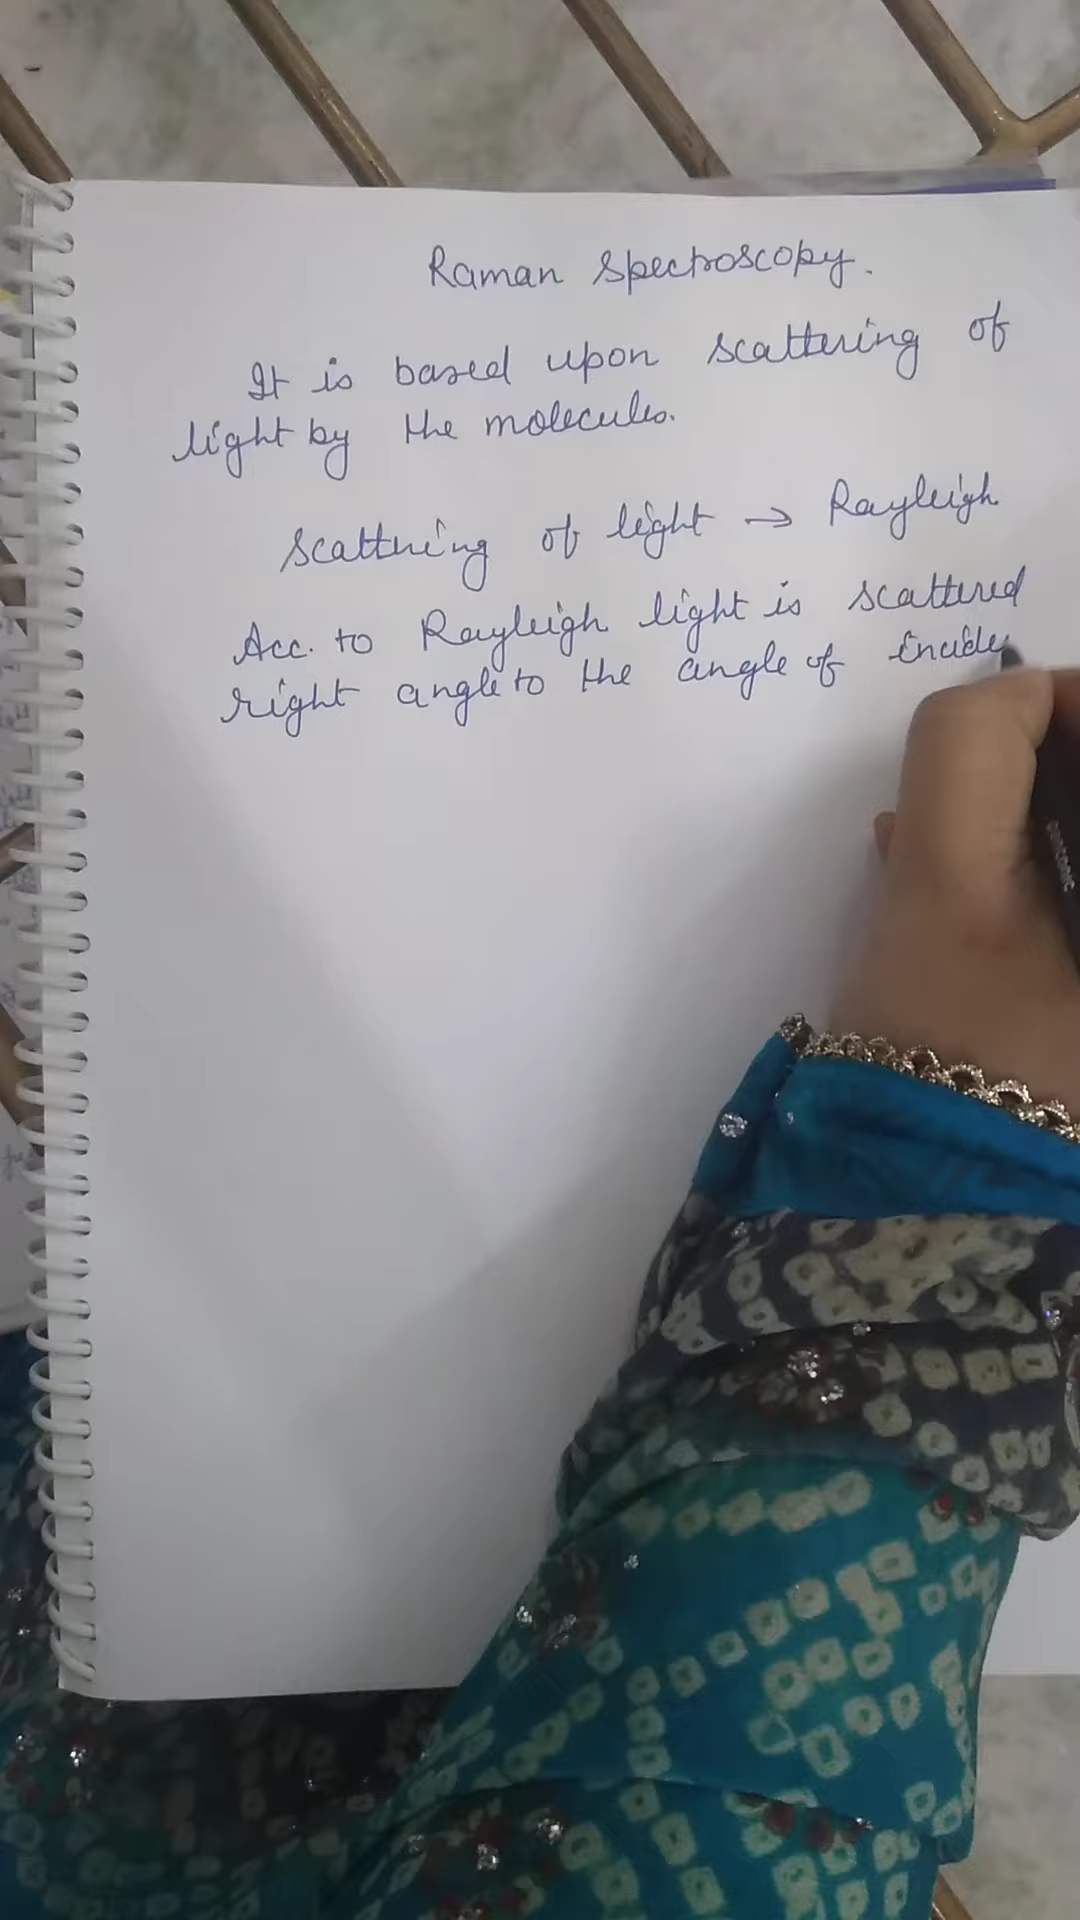 Raman Spectroscopy.
It is based upon scattering of
light by the molecules.
Scattering of light → Rayleigh
Acc. to Rayleigh light is scattered
right angle to the angle of incide